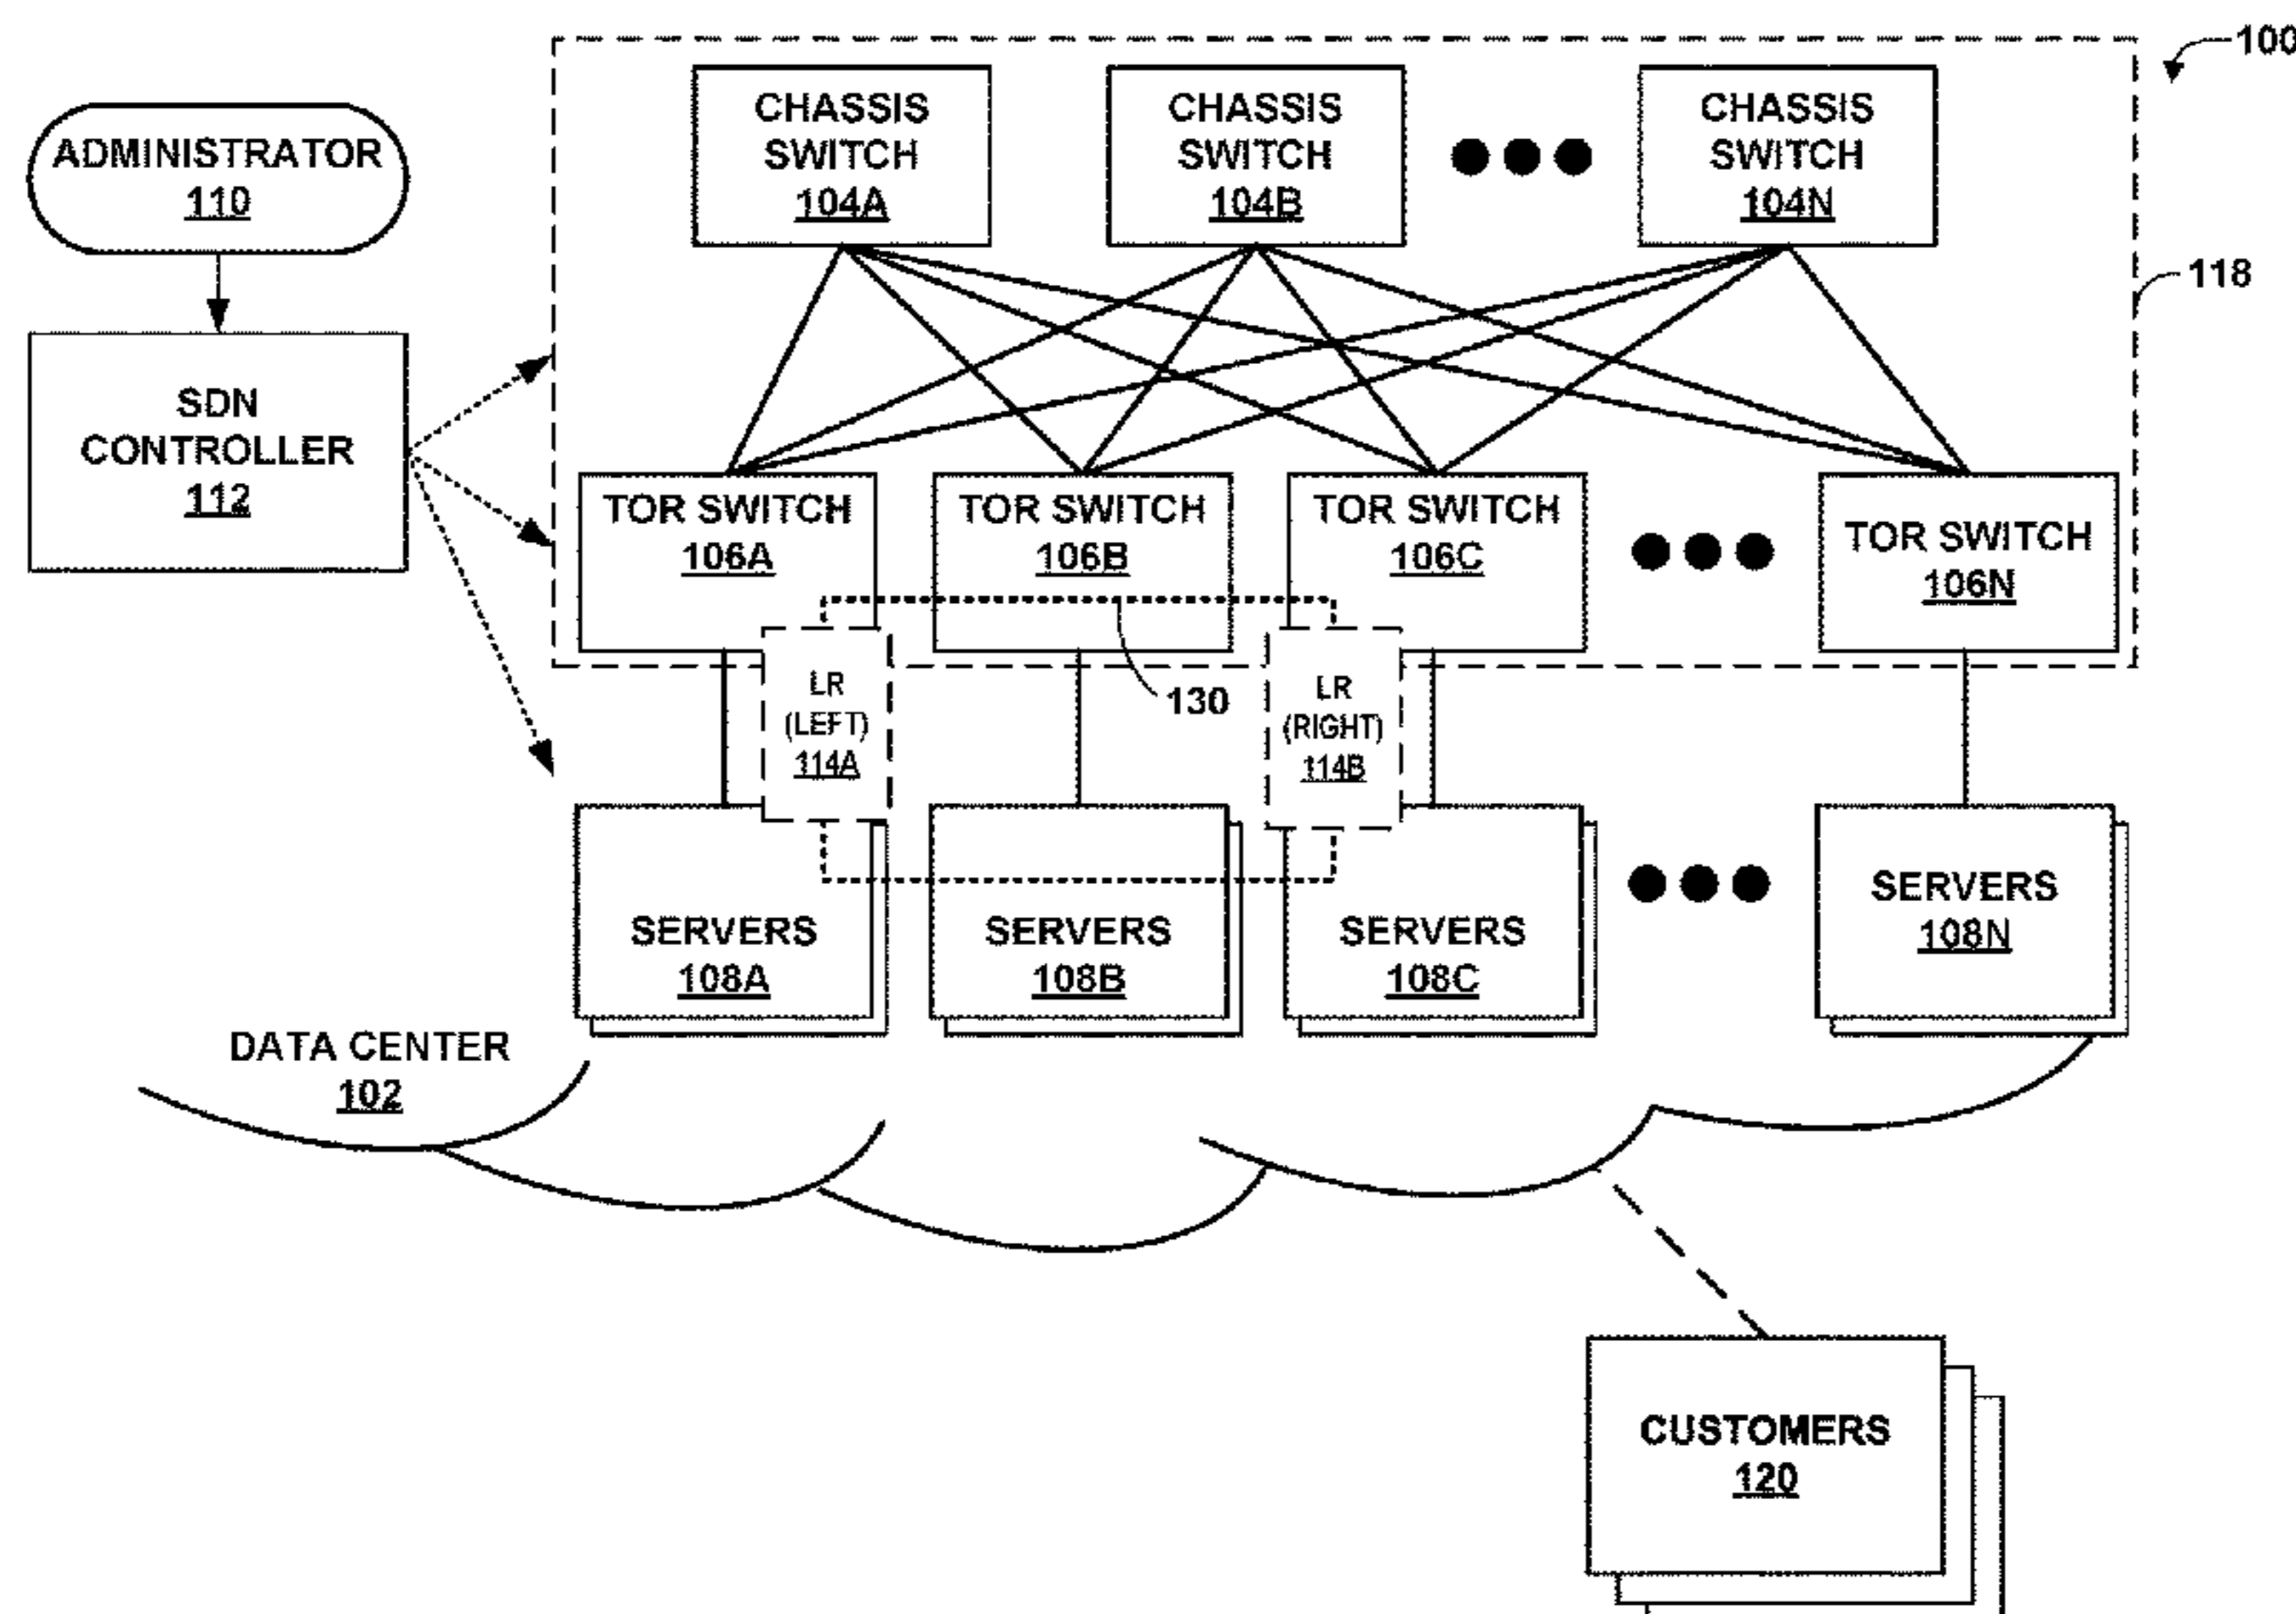 100
CHASSIS
SWITCH
104A
CHASSIS
SWITCH
104B
CHASSIS
SWITCH
104N
ADMINISTRATOR
110
118
SDN
CONTROLLER
112
TOR SWITCH
106A
TOR SWITCH
106B
TOR SWITCH
106C
TOR SWITCH
106N
LR
(LEFT)
114A
130
LR
(RIGHT)
114B
SERVERS
108A
SERVERS
108B
SERVERS
108C
SERVERS
108N
DATA CENTER
102
CUSTOMERS
120